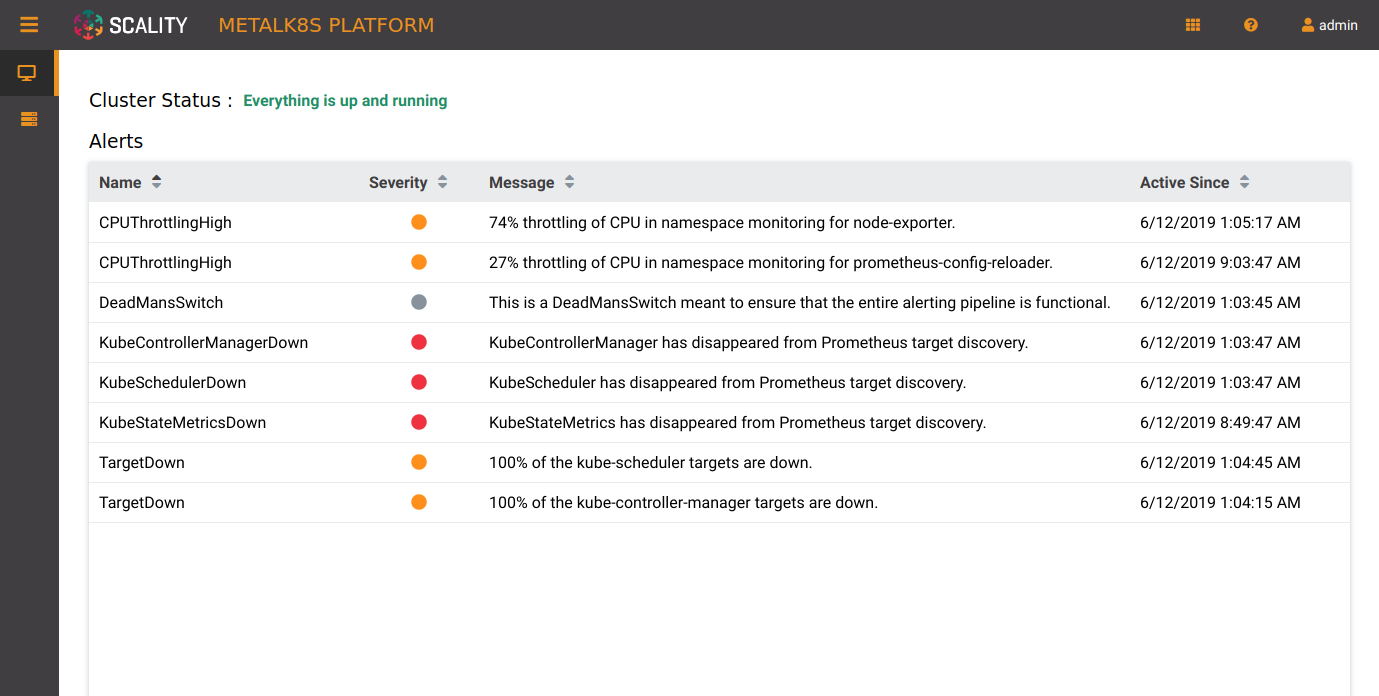 SCALITY METALK8S PLATFORM admin
Cluster Status : Everything is up and running
Alerts
Name Severity Message Active Since
CPUThrottlingHigh 74% throttling of CPU in namespace monitoring for node-exporter. 6/12/2019 1:05:17 AM
CPUThrottlingHigh 27% throttling of CPU in namespace monitoring for prometheus-config-reloader. 6/12/2019 9:03:47 AM
DeadMansSwitch This is a DeadMansSwitch meant to ensure that the entire alerting pipeline is functional. 6/12/2019 1:03:45 AM
KubeControllerManagerDown KubeControllerManager has disappeared from Prometheus target discovery. 6/12/2019 1:03:47 AM
KubeSchedulerDown KubeScheduler has disappeared from Prometheus target discovery. 6/12/2019 1:03:47 AM
KubeStateMetricsDown KubeStateMetrics has disappeared from Prometheus target discovery. 6/12/2019 8:49:47 AM
TargetDown 100% of the kube-scheduler targets are down. 6/12/2019 1:04:45 AM
TargetDown 100% of the kube-controller-manager targets are down. 6/12/2019 1:04:15 AM